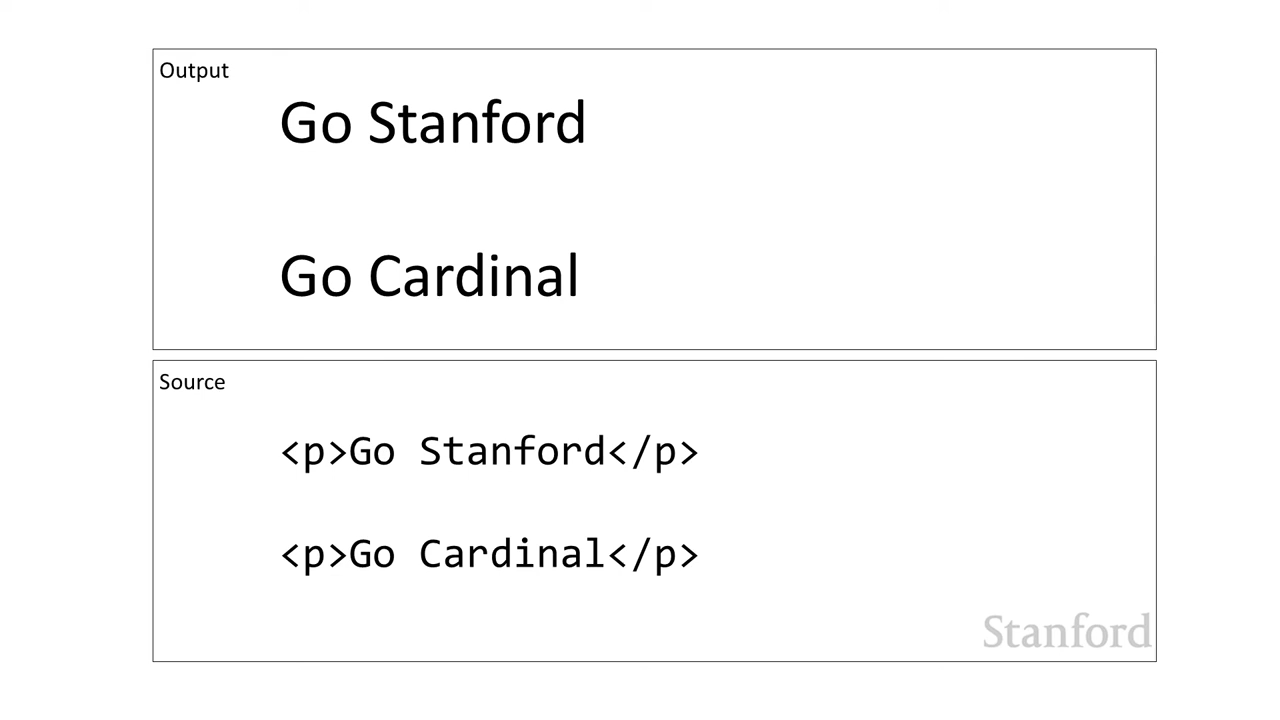 Output
Go Stanford
Go Cardinal
Source
<p>Go Stanford</p>
<p>Go Cardinal</p>
Stanford